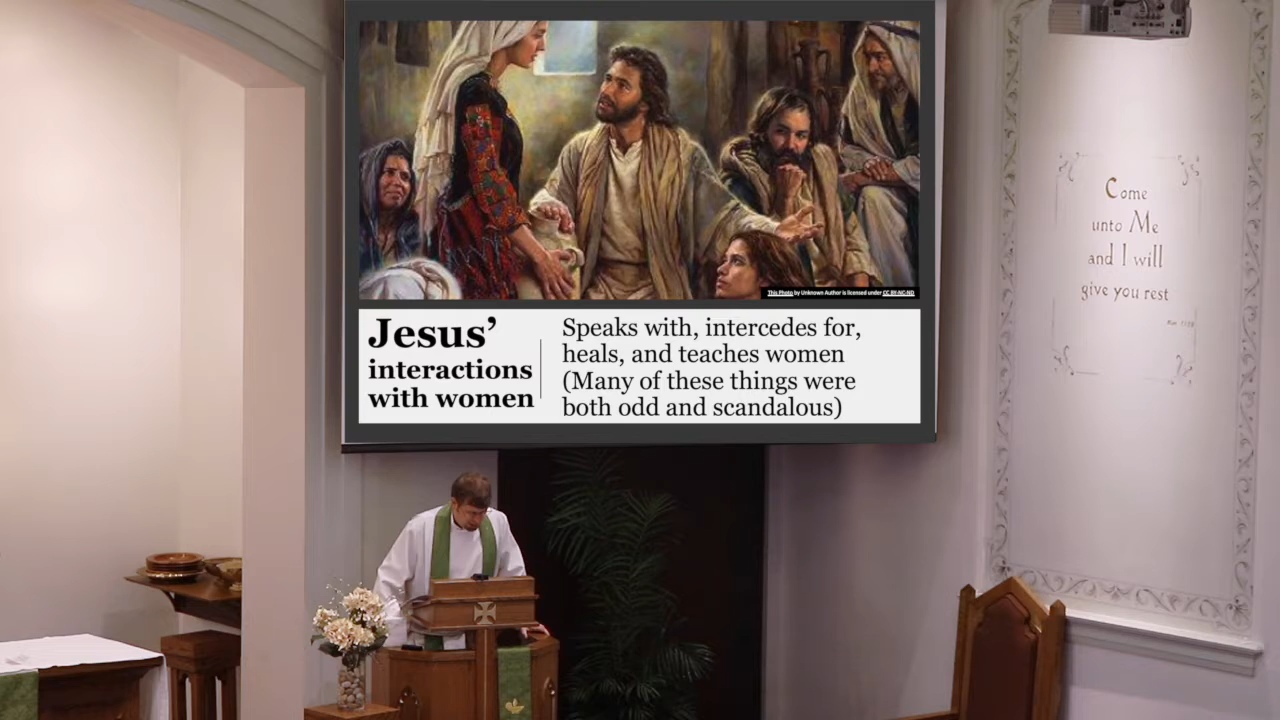 This Photo by Unknown Author is licensed under CC BY-NC-ND
Jesus’
interactions
with women
Speaks with, intercedes for,
heals, and teaches women
(Many of these things were
both odd and scandalous)
Come
unto Me
and I will
give you rest